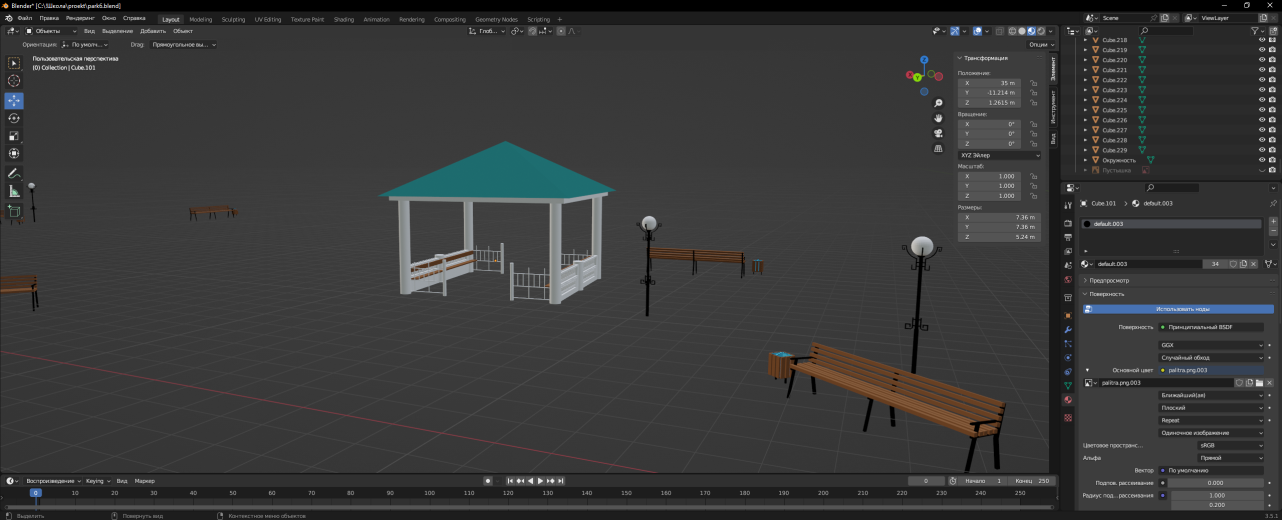 Blender* [C:\Школа\proekt\park6.blend]
Файл Правка Рендеринг Окно Справка Layout Modeling Sculpting UV Editing Texture Paint Shading Animation Rendering Compositing Geometry Nodes Scripting + Scene ViewLayer
Объекты Вид Выделение Добавить Объект Глоб...
Ориентация: По умолч... Drag: Прямоугольное вы... Опции
Пользовательская перспектива
(0) Collection | Cube.101
Трансформация
Положение:
X 35 m
Y -11.214 m
Z 1.2615 m
Вращение:
X 0°
Y 0°
Z 0°
XYZ Эйлер
Масштаб:
X 1.000
Y 1.000
Z 1.000
Размеры:
X 7.36 m
Y 7.36 m
Z 5.24 m
Элемент
Инструмент
Вид
X
Y
Z
Cube.218
Cube.219
Cube.220
Cube.221
Cube.222
Cube.223
Cube.224
Cube.225
Cube.226
Cube.227
Cube.228
Cube.229
Окружность
Пустышка
Cube.101 default.003
default.003
default.003 34
Предпросмотр
Поверхность
Использовать ноды
Поверхность Принципиальный BSDF
GGX
Случайный обход
Основной цвет palitra.png.003
palitra.png.003
Ближайший(ая)
Плоский
Repeat
Одиночное изображение
Цветовое пространс... sRGB
Альфа Прямой
Вектор По умолчанию
Подпов. рассеивание 0.000
Радиус под...рассеивания 1.000
0.200
Воспроизведение Keying Вид Маркер 0 Начало 1 Конец 250
0 10 20 30 40 50 60 70 80 90 100 110 120 130 140 150 160 170 180 190 200 210 220 230 240 250
Выделить Повернуть вид Контекстное меню объектов 3.5.1